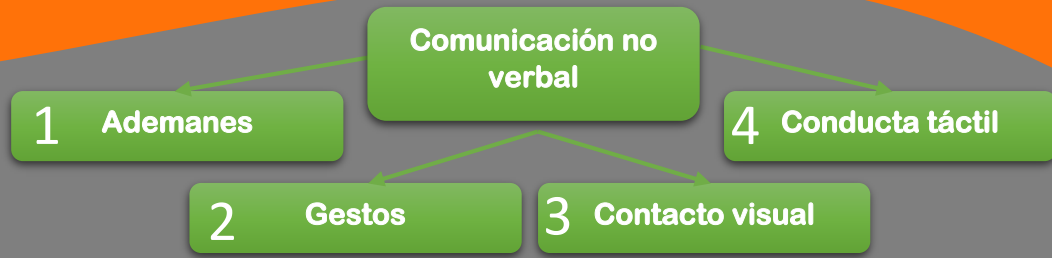 Comunicación no
verbal
1 Ademanes
4 Conducta táctil
2 Gestos
3 Contacto visual